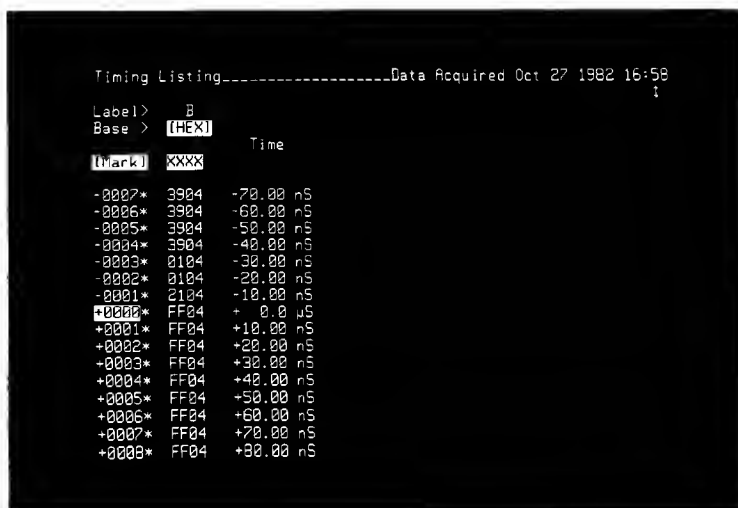 Timing Listing___________________Data Acquired Oct 27 1982 16:58
↕
Label> B
Base > [HEX]
Time
[Mark] XXXX
-0007* 3904 -70.00 nS
-0006* 3904 -60.00 nS
-0005* 3904 -50.00 nS
-0004* 3904 -40.00 nS
-0003* 0104 -30.00 nS
-0002* 0104 -20.00 nS
-0001* 2104 -10.00 nS
+0000* FF04 + 0.0 µS
+0001* FF04 +10.00 nS
+0002* FF04 +20.00 nS
+0003* FF04 +30.00 nS
+0004* FF04 +40.00 nS
+0005* FF04 +50.00 nS
+0006* FF04 +60.00 nS
+0007* FF04 +70.00 nS
+0008* FF04 +80.00 nS